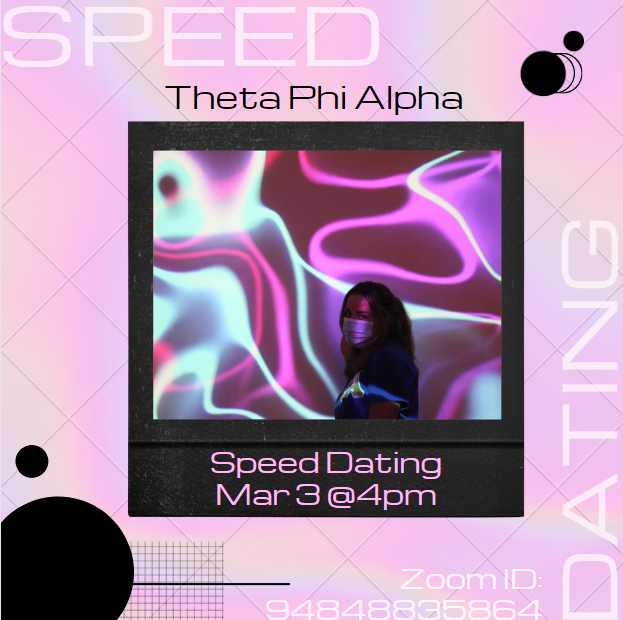 SPEED
Theta Phi Alpha
DATING
Speed Dating
Mar 3 @4pm
Zoom ID:
94848835864